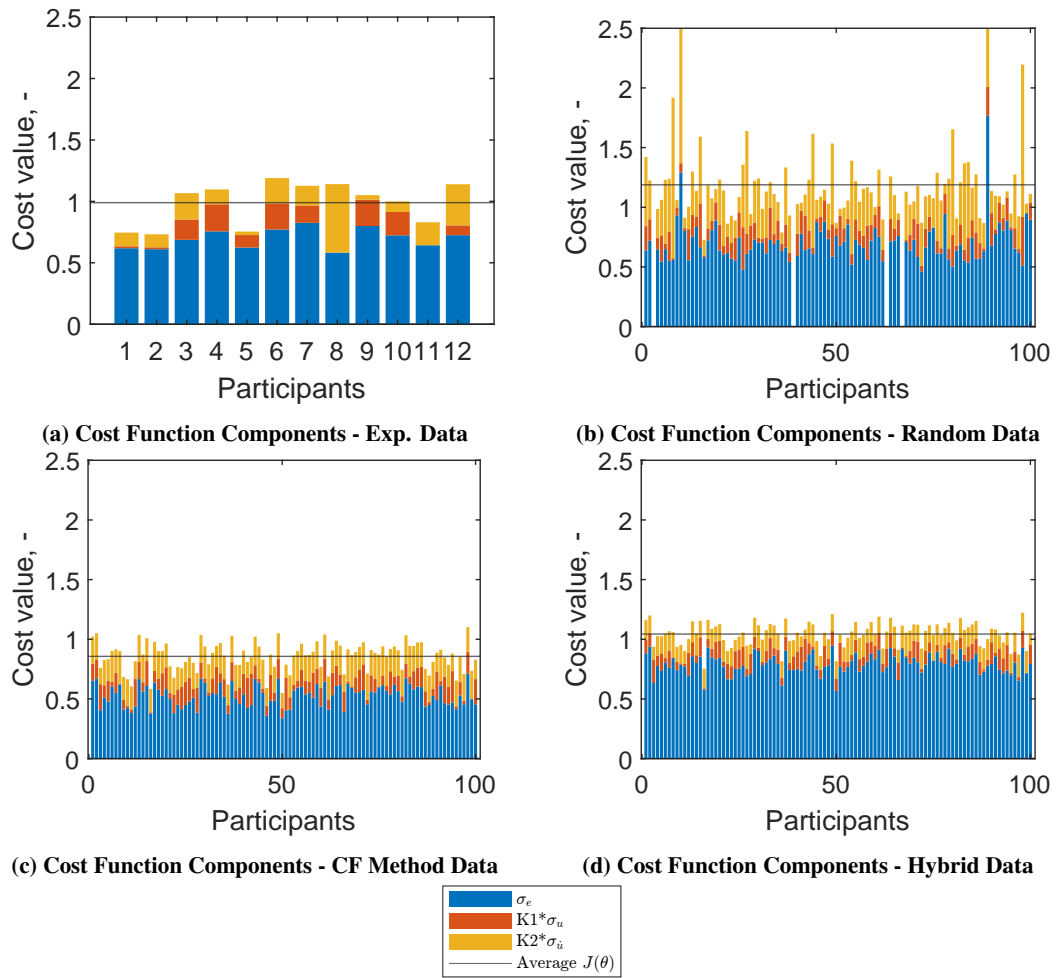 2.5
2
1.5
1
0.5
0
Cost value, -
1 2 3 4 5 6 7 8 9 10 11 12
Participants
(a) Cost Function Components - Exp. Data
2.5
2
1.5
1
0.5
0
Cost value, -
0 50 100
Participants
(b) Cost Function Components - Random Data
2.5
2
1.5
1
0.5
0
Cost value, -
0 50 100
Participants
(c) Cost Function Components - CF Method Data
2.5
2
1.5
1
0.5
0
Cost value, -
0 50 100
Participants
(d) Cost Function Components - Hybrid Data
σₑ
K1*σᵤ
K2*σ_u̇
Average J(θ)